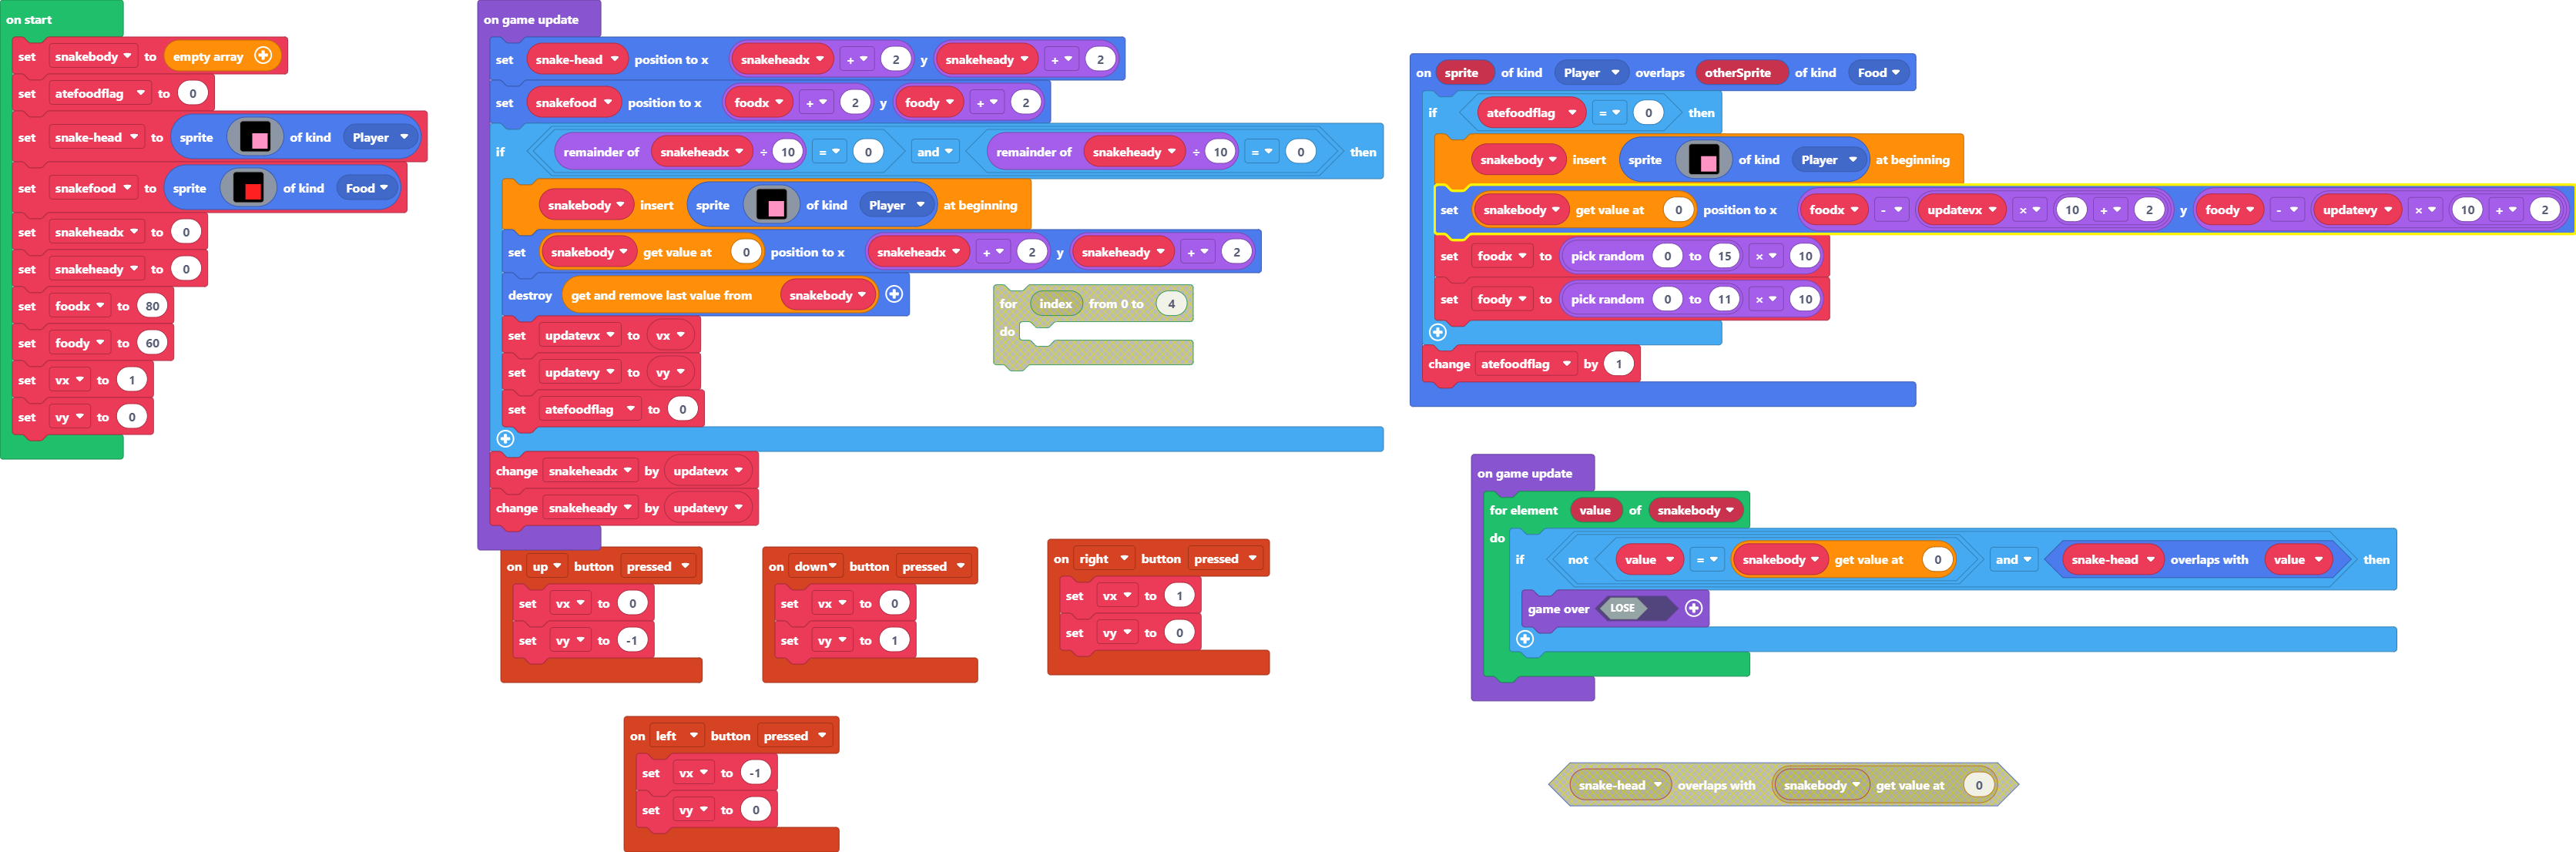 on start
set snakebody to empty array
set atefoodflag to 0
set snake-head to sprite of kind Player
set snakefood to sprite of kind Food
set snakeheadx to 0
set snakeheady to 0
set foodx to 80
set foody to 60
set vx to 1
set vy to 0
on game update
set snake-head position to x snakeheadx + 2 y snakeheady + 2
set snakefood position to x foodx + 2 y foody + 2
if remainder of snakeheadx ÷ 10 = 0 and remainder of snakeheady ÷ 10 = 0 then
snakebody insert sprite of kind Player at beginning
set snakebody get value at 0 position to x snakeheadx + 2 y snakeheady + 2
destroy get and remove last value from snakebody
set updatevx to vx
set updatevy to vy
set atefoodflag to 0
change snakeheadx by updatevx
change snakeheady by updatevy
for index from 0 to 4
do
on up button pressed
set vx to 0
set vy to -1
on down button pressed
set vx to 0
set vy to 1
on right button pressed
set vx to 1
set vy to 0
on left button pressed
set vx to -1
set vy to 0
on sprite of kind Player overlaps otherSprite of kind Food
if atefoodflag = 0 then
snakebody insert sprite of kind Player at beginning
set snakebody get value at 0 position to x foodx - updatevx × 10 + 2 y foody - updatevy × 10 + 2
set foodx to pick random 0 to 15 × 10
set foody to pick random 0 to 11 × 10
change atefoodflag by 1
on game update
for element value of snakebody
do
if not value = snakebody get value at 0 and snake-head overlaps with value then
game over LOSE
snake-head overlaps with snakebody get value at 0